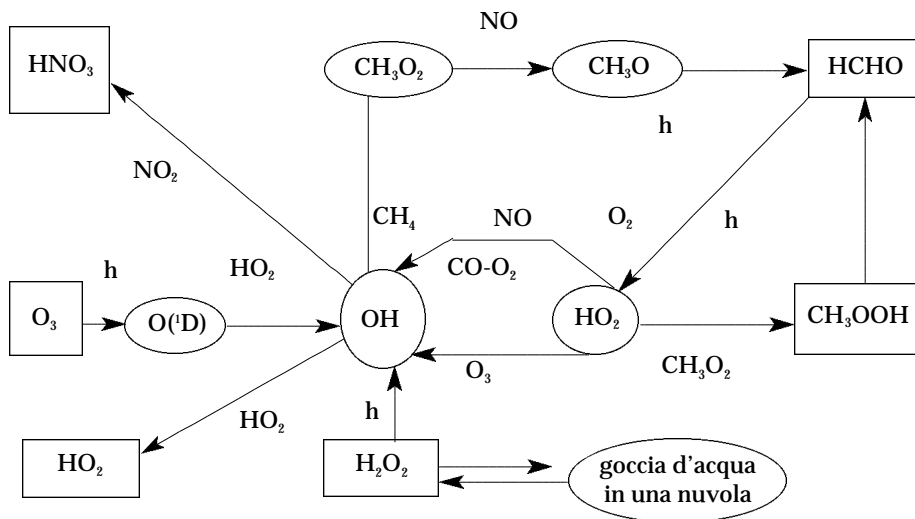 NO
HNO₃
CH₃O₂
CH₃O
HCHO
h
NO₂
CH₄
NO
O₂
h
h
HO₂
CO-O₂
O₃
O(¹D)
OH
HO₂
CH₃OOH
O₃
CH₃O₂
HO₂
h
HO₂
H₂O₂
goccia d'acqua
in una nuvola